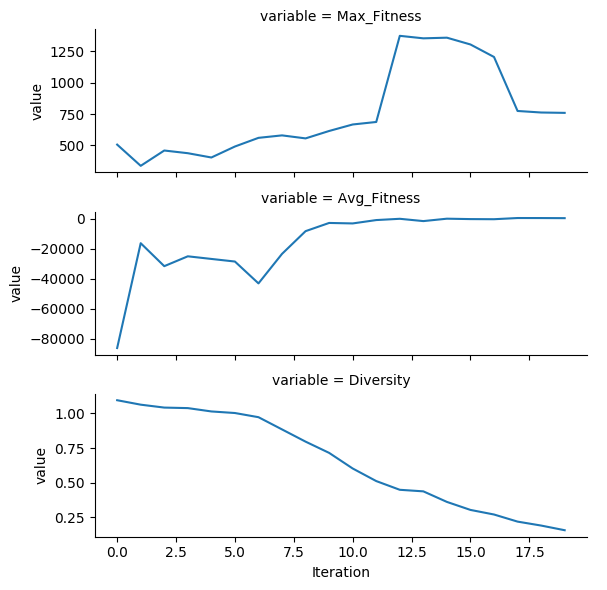 variable = Max_Fitness
1250
1000
750
500
value
variable = Avg_Fitness
0
−20000
−40000
−60000
−80000
value
variable = Diversity
1.00
0.75
0.50
0.25
value
0.0 2.5 5.0 7.5 10.0 12.5 15.0 17.5
Iteration